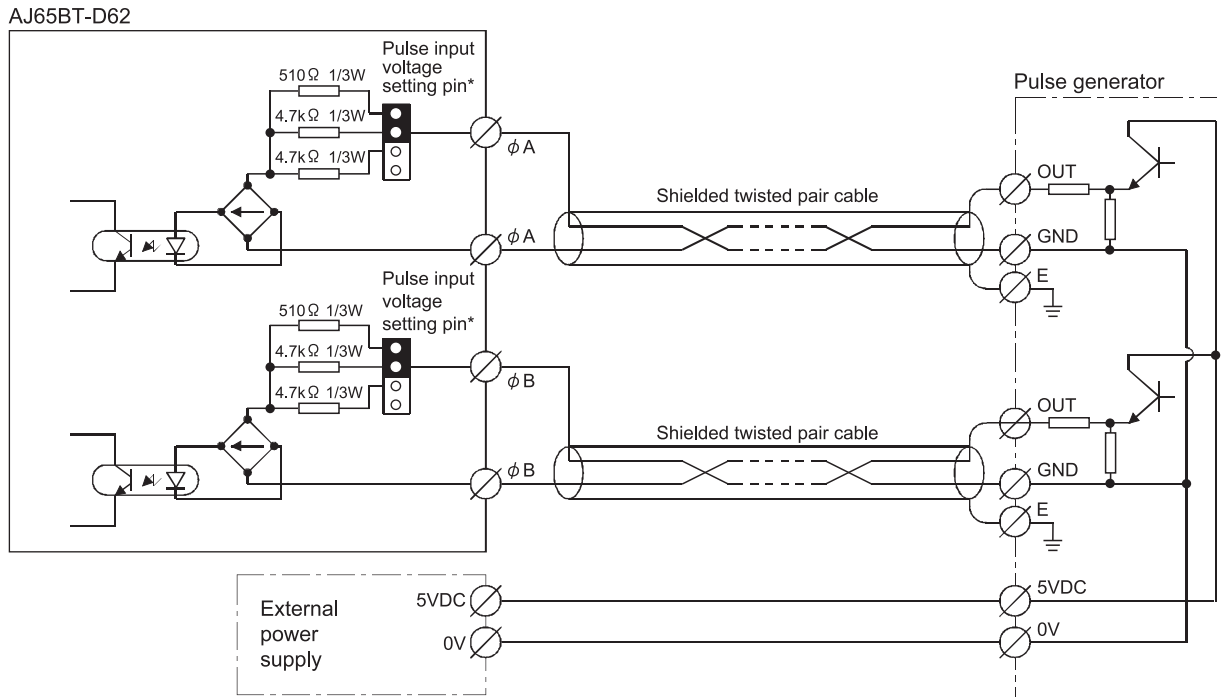 AJ65BT-D62
Pulse input
voltage
setting pin*
510Ω 1/3W
4.7kΩ 1/3W
4.7kΩ 1/3W
φA
φA
Shielded twisted pair cable
Pulse generator
OUT
GND
E
Pulse input
voltage
setting pin*
510Ω 1/3W
4.7kΩ 1/3W
4.7kΩ 1/3W
φB
φB
Shielded twisted pair cable
OUT
GND
E
External
power
supply
5VDC
0V
5VDC
0V